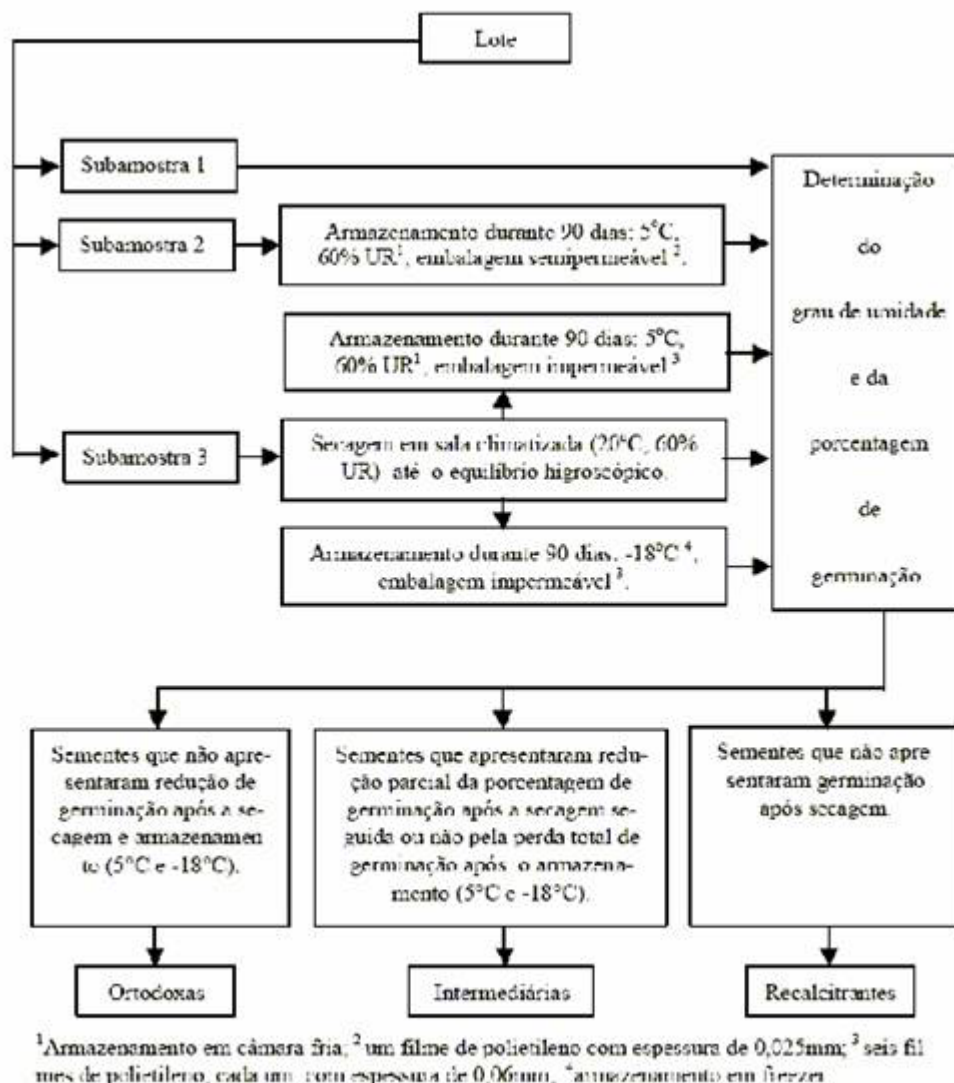 Lote
Subamostra 1
Determinação
do
grau de umidade
e da
porcentagem
de
germinação
Subamostra 2
Armazenamento durante 90 dias: 5°C,
60% UR¹, embalagem semipermeável ².
Armazenamento durante 90 dias: 5°C,
60% UR¹, embalagem impermeável ³
Subamostra 3
Secagem em sala climatizada (20°C, 60%
UR) até o equilíbrio higroscópico.
Armazenamento durante 90 dias. -18°C ⁴,
embalagem impermeável ³.
Sementes que não apre-
sentaram redução de
germinação após a se-
cagem e armazenamen
to (5°C e -18°C).
Sementes que apresentaram redu-
ção parcial da porcentagem de
germinação após a secagem se-
guida ou não pela perda total de
germinação após o armazena-
mento (5°C e -18°C).
Sementes que não apre
sentaram germinação
após secagem.
Ortodoxas
Intermediárias
Recalcitrantes
¹Armazenamento em câmara fria; ² um filme de polietileno com espessura de 0,025mm; ³ seis fil
mes de polietileno, cada um com espessura de 0,06mm, ⁴armazenamento em freezer